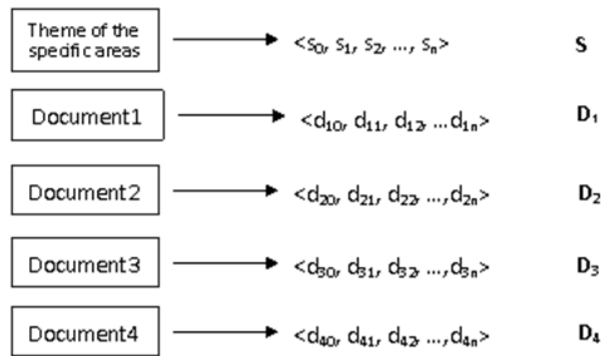 Theme of the
specific areas
<s₀, s₁, s₂, ..., sₙ>
S
Document1
<d₁₀, d₁₁, d₁₂, ...d₁ₙ>
D₁
Document2
<d₂₀, d₂₁, d₂₂, ...,d₂ₙ>
D₂
Document3
<d₃₀, d₃₁, d₃₂, ...,d₃ₙ>
D₃
Document4
<d₄₀, d₄₁, d₄₂, ...,d₄ₙ>
D₄